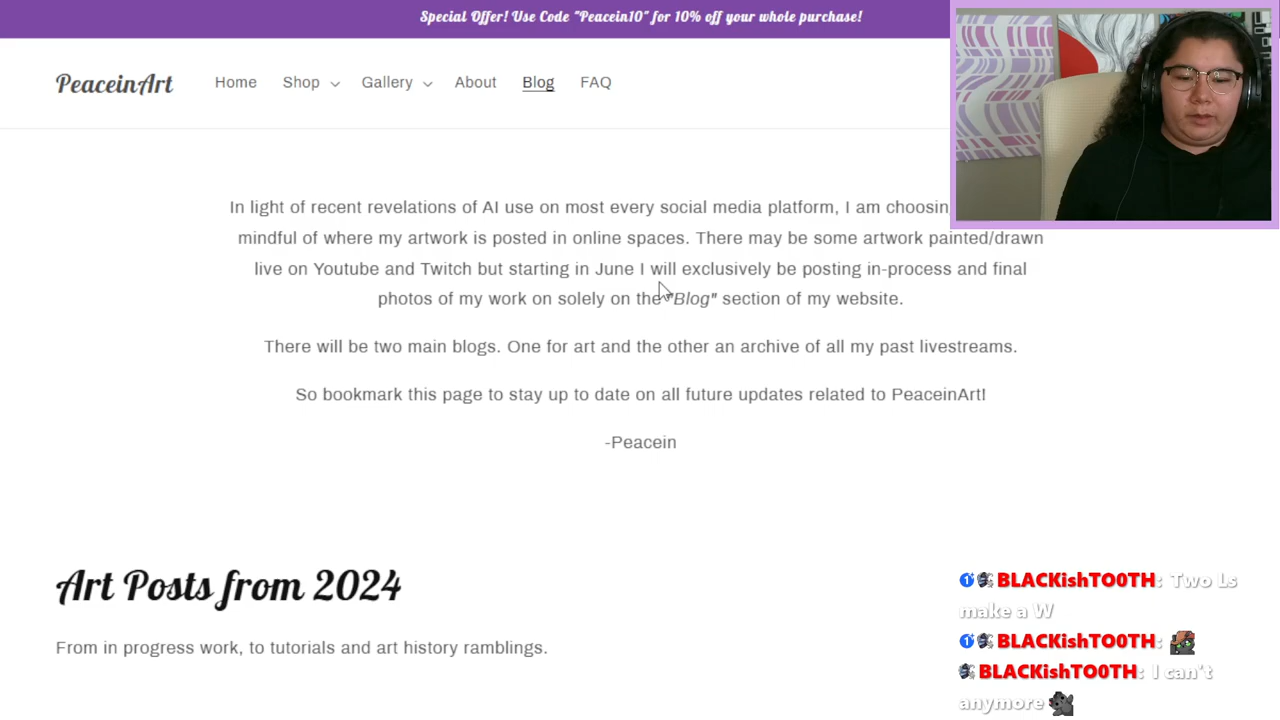 Special Offer! Use Code "Peacein10" for 10% off your whole purchase!
PeaceinArt
Home
Shop
Gallery
About
Blog
FAQ
In light of recent revelations of AI use on most every social media platform, I am
mindful of where my artwork is posted in online spaces. There may be some artwork painted/drawn
live on Youtube and Twitch but starting in June I will exclusively be posting in-process and final
photos of my work on solely on the "Blog" section of my website.
There will be two main blogs. One for art and the other an archive of all my past livestreams.
So bookmark this page to stay up to date on all future updates related to PeaceinArt!
-Peacein
Art Posts from 2024
From in progress work, to tutorials and art history ramblings.
BLACKishTO0TH: Two Ls
make a W
BLACKishTO0TH:
BLACKishTO0TH: I can't
anymore